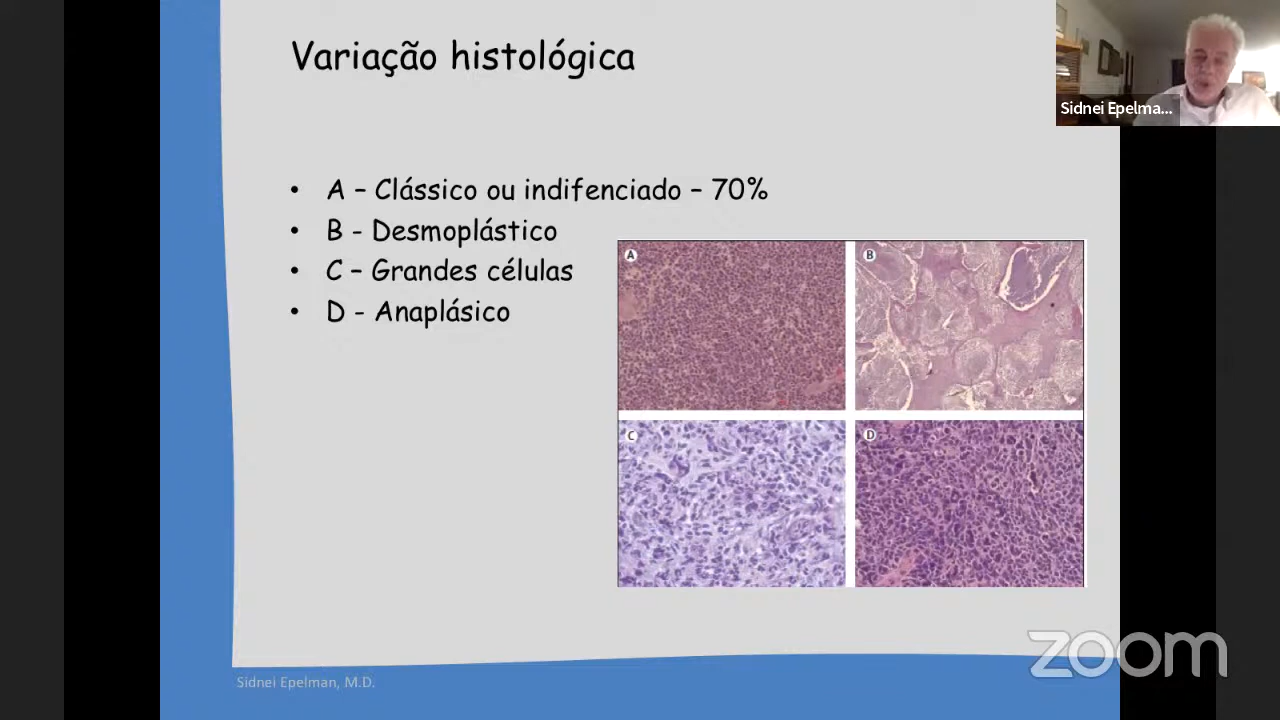 Variação histológica
Sidnei Epelma...
• A – Clássico ou indifenciado – 70%
• B - Desmoplástico
• C – Grandes células
• D - Anaplásico
A
B
C
D
zoom
Sidnei Epelman, M.D.